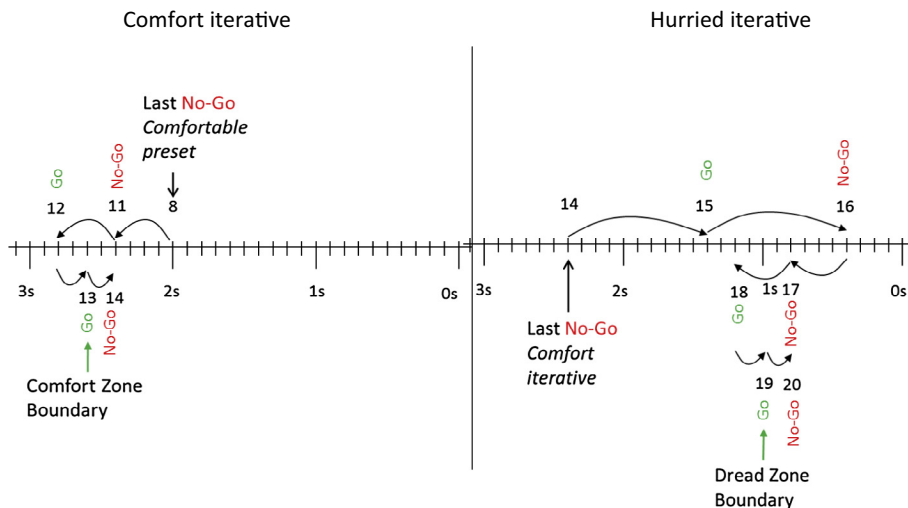 Comfort iterative
Last No-Go
Comfortable
preset
Go
No-Go
12
11
8
3s
2s
1s
0s
13
14
Go
No-Go
Comfort Zone
Boundary
Hurried iterative
Go
No-Go
14
15
16
3s
2s
1s
0s
18
17
Go
No-Go
Last No-Go
Comfort
iterative
19
20
Go
No-Go
Dread Zone
Boundary